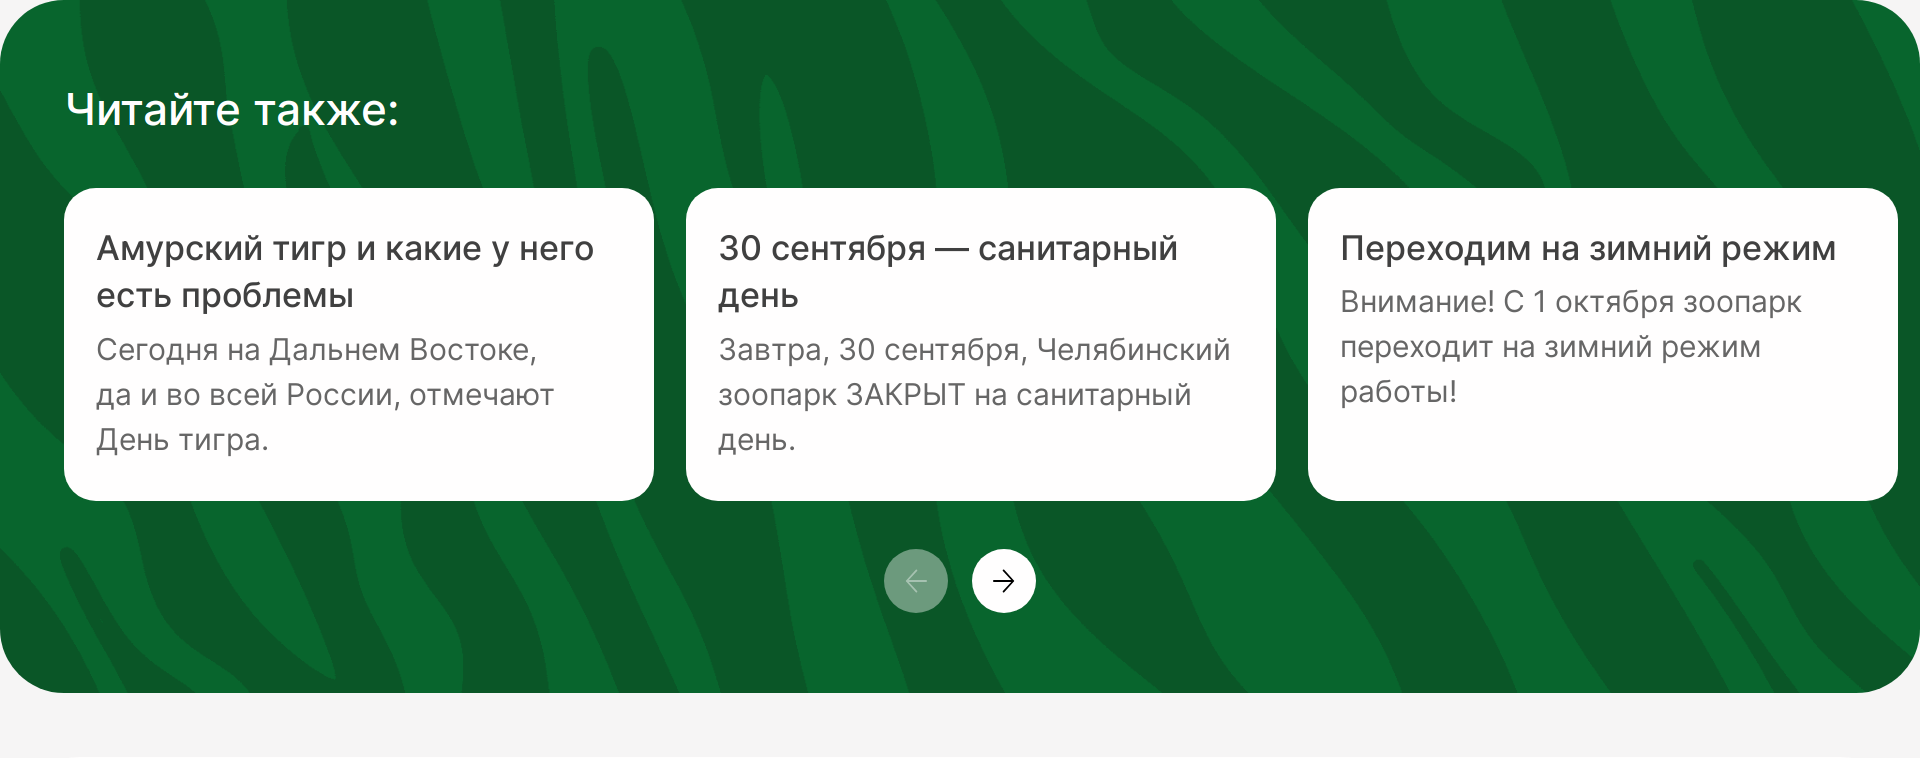 Читайте также:
Амурский тигр и какие у него
есть проблемы
Сегодня на Дальнем Востоке,
да и во всей России, отмечают
День тигра.
30 сентября — санитарный
день
Завтра, 30 сентября, Челябинский
зоопарк ЗАКРЫТ на санитарный
день.
Переходим на зимний режим
Внимание! С 1 октября зоопарк
переходит на зимний режим
работы!